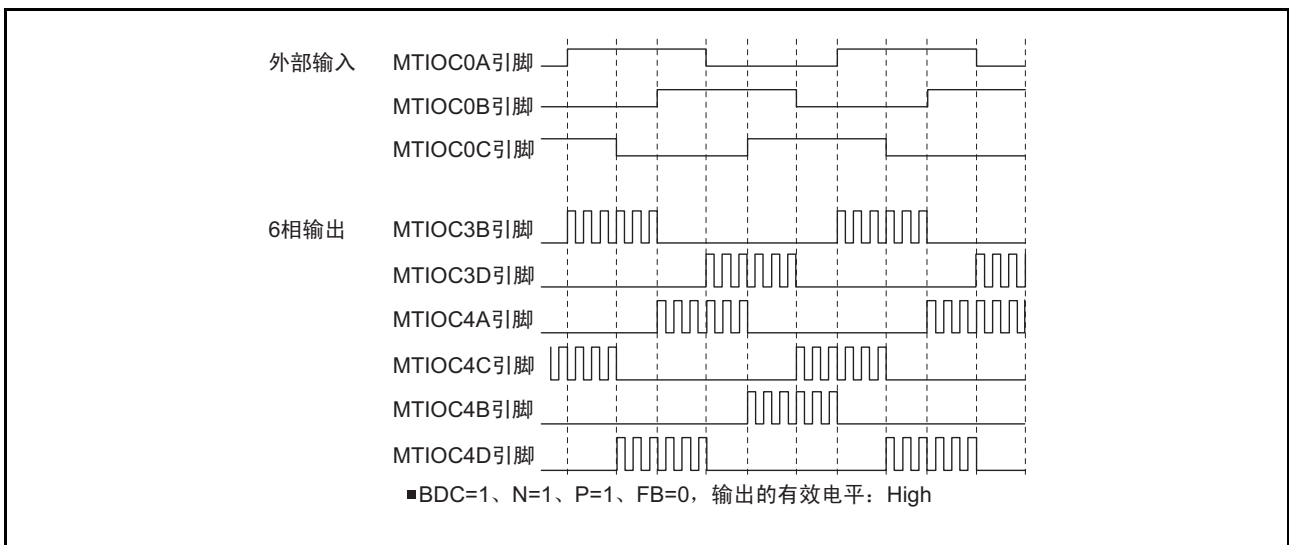 外部输入 MTIOC0A引脚
MTIOC0B引脚
MTIOC0C引脚
6相输出 MTIOC3B引脚
MTIOC3D引脚
MTIOC4A引脚
MTIOC4C引脚
MTIOC4B引脚
MTIOC4D引脚
■BDC=1、N=1、P=1、FB=0，输出的有效电平：High